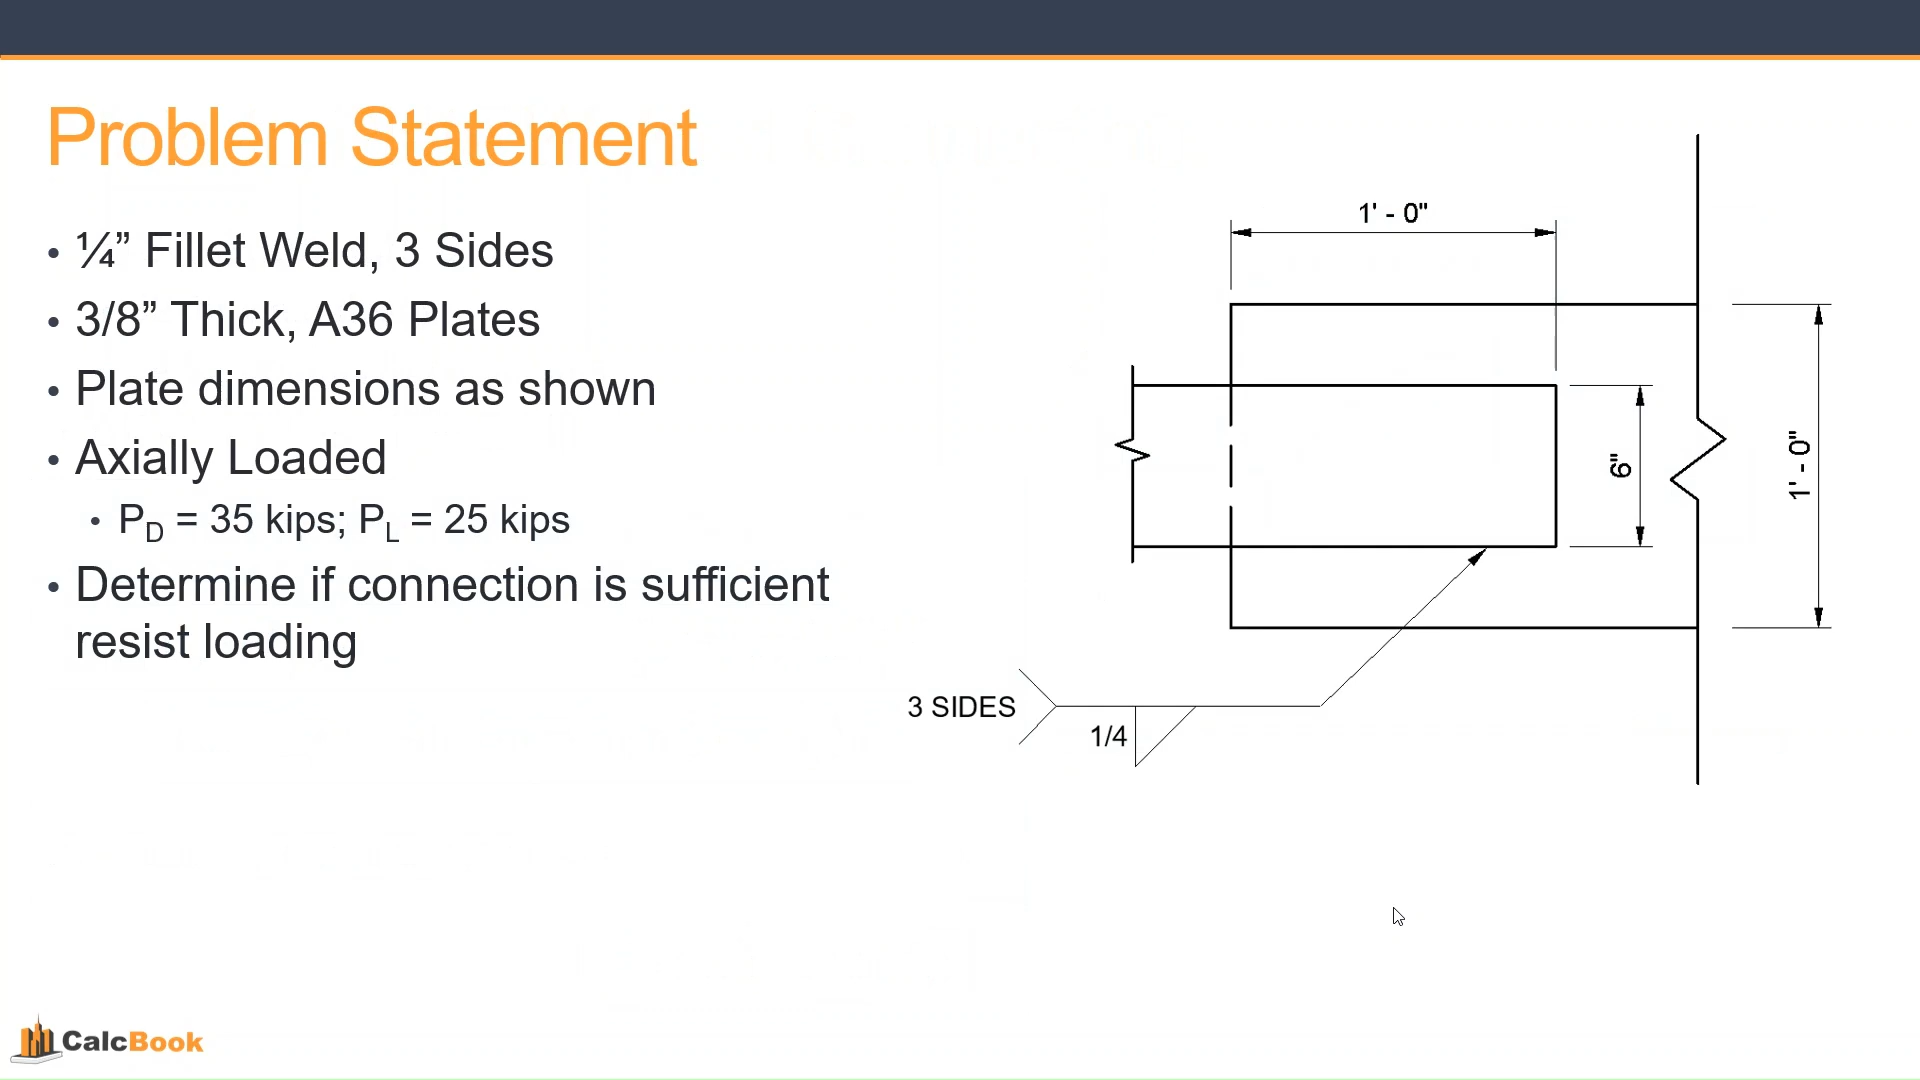 Problem Statement
• ¼” Fillet Weld, 3 Sides
• 3/8” Thick, A36 Plates
• Plate dimensions as shown
• Axially Loaded
• PD = 35 kips; PL = 25 kips
• Determine if connection is sufficient
resist loading
1' - 0"
6"
1' - 0"
3 SIDES
1/4
CalcBook